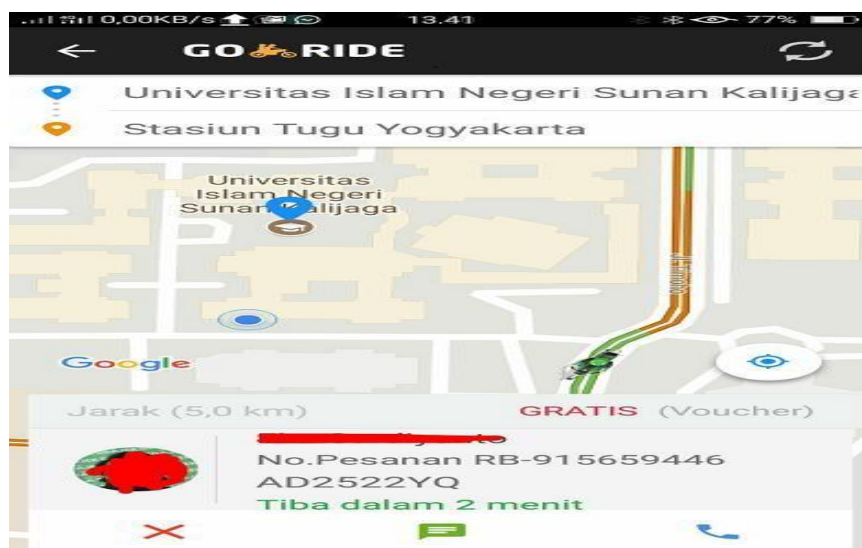 0,00KB/s 13.41 77%
GO RIDE
Universitas Islam Negeri Sunan Kalijaga
Stasiun Tugu Yogyakarta
Universitas
Islam Negeri
Sunan Kalijaga
Google
Jarak (5,0 km) GRATIS (Voucher)
No.Pesanan RB-915659446
AD2522YQ
Tiba dalam 2 menit